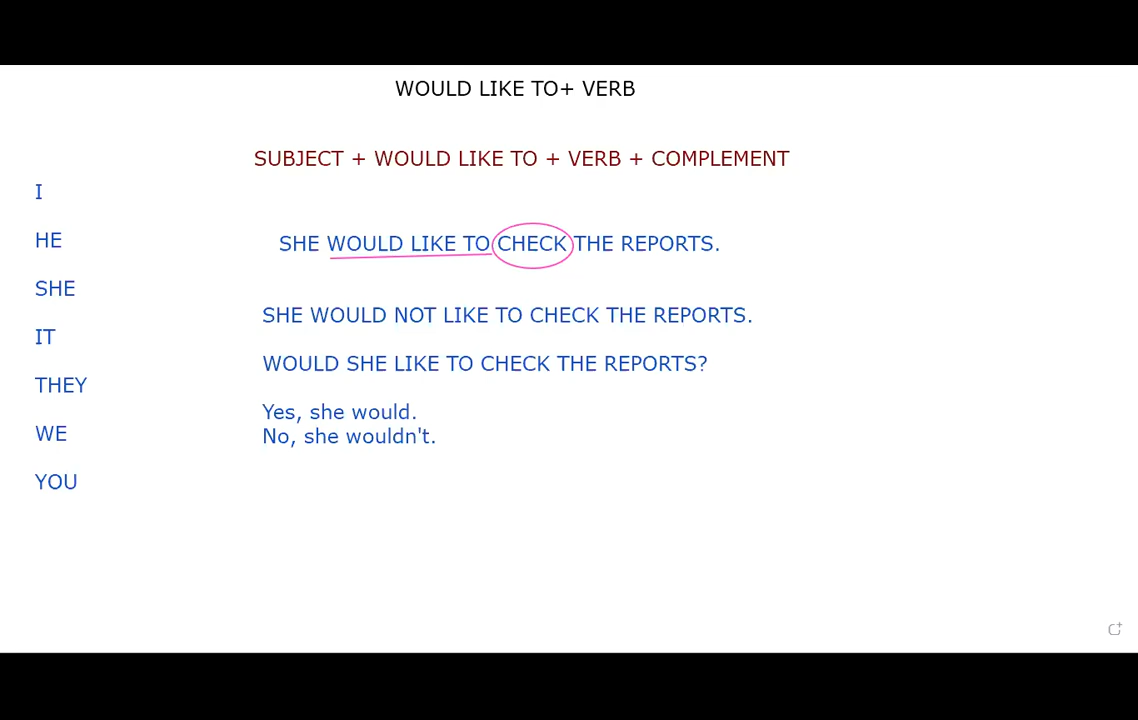 WOULD LIKE TO+ VERB
SUBJECT + WOULD LIKE TO + VERB + COMPLEMENT
I
HE
SHE
IT
THEY
WE
YOU
SHE WOULD LIKE TO CHECK THE REPORTS.
SHE WOULD NOT LIKE TO CHECK THE REPORTS.
WOULD SHE LIKE TO CHECK THE REPORTS?
Yes, she would.
No, she wouldn't.